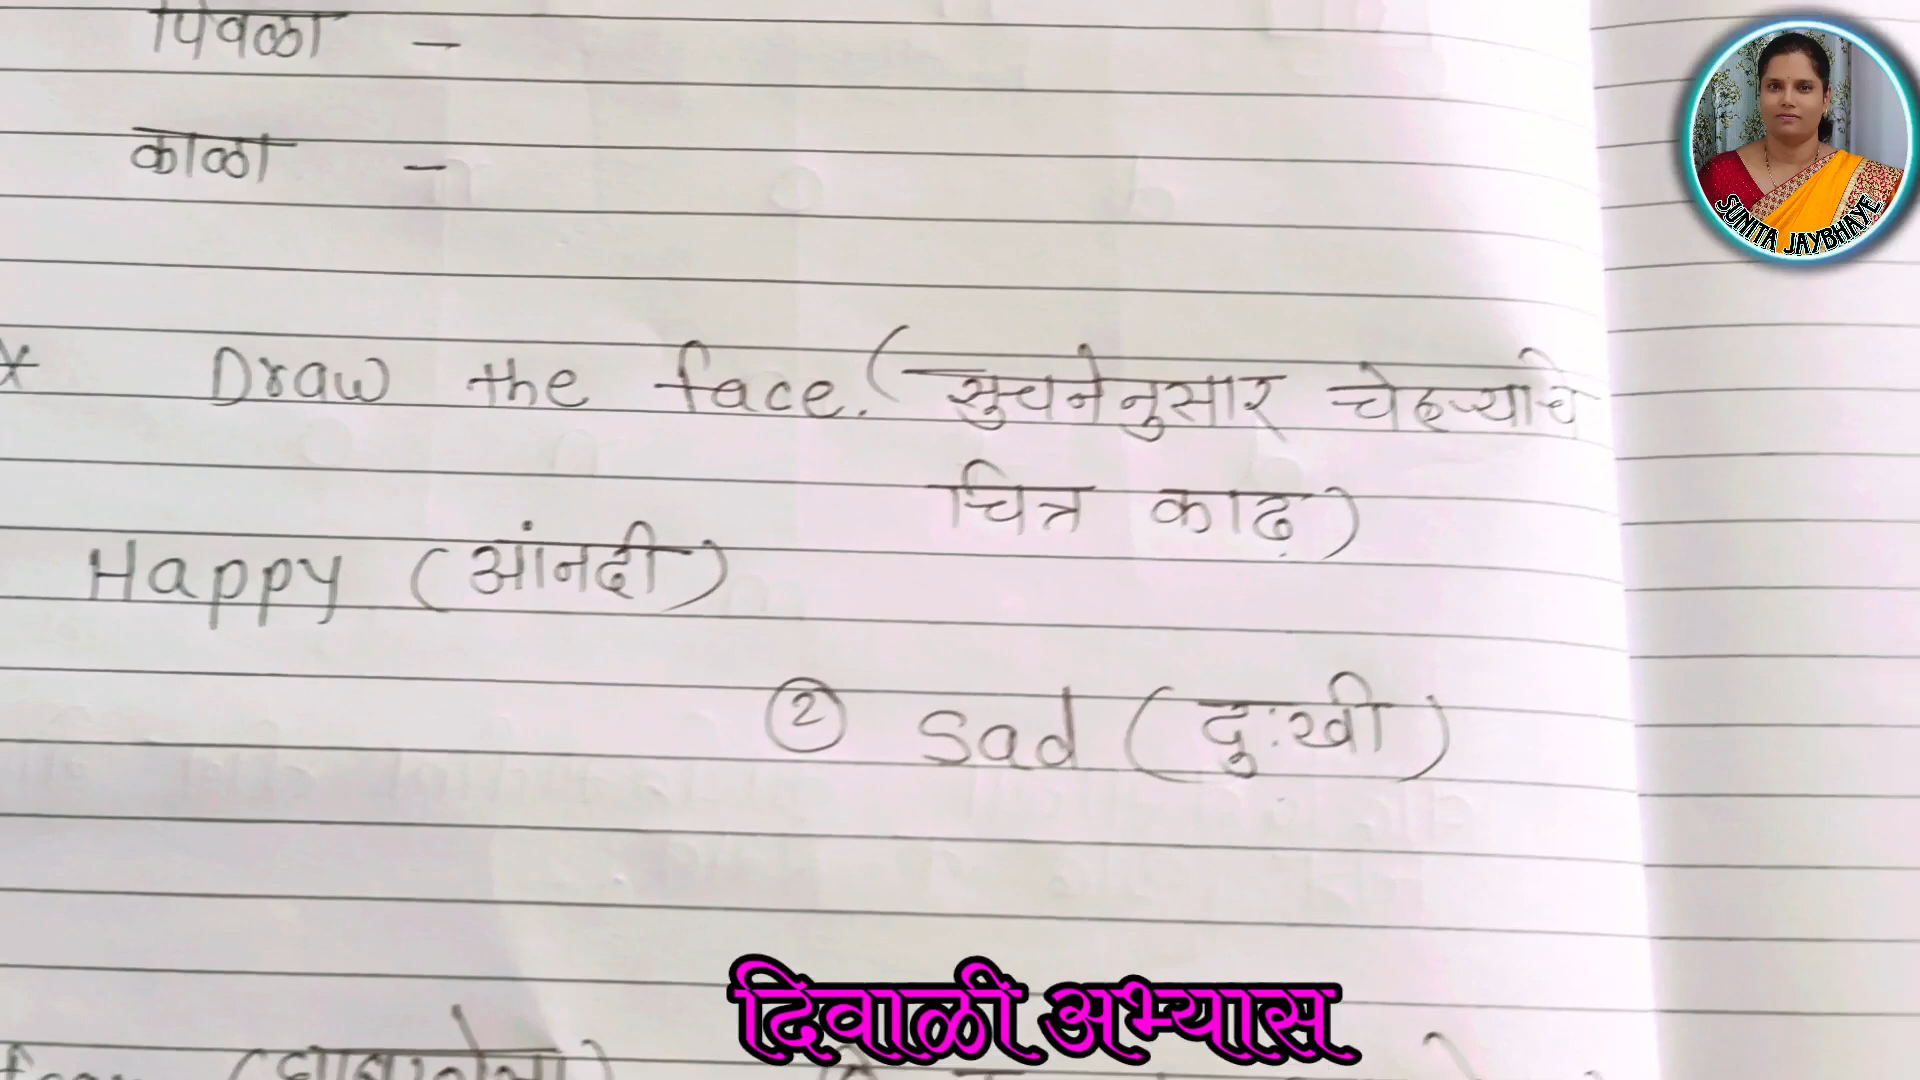 पिवळा -
काळा -
SUNITA JAYBHAYE
* Draw the face. (सुचनेनुसार चेहऱ्याचे
चित्र काढ)
Happy (आंनदी)
② Sad (दुःखी)
दिवाळी अभ्यास